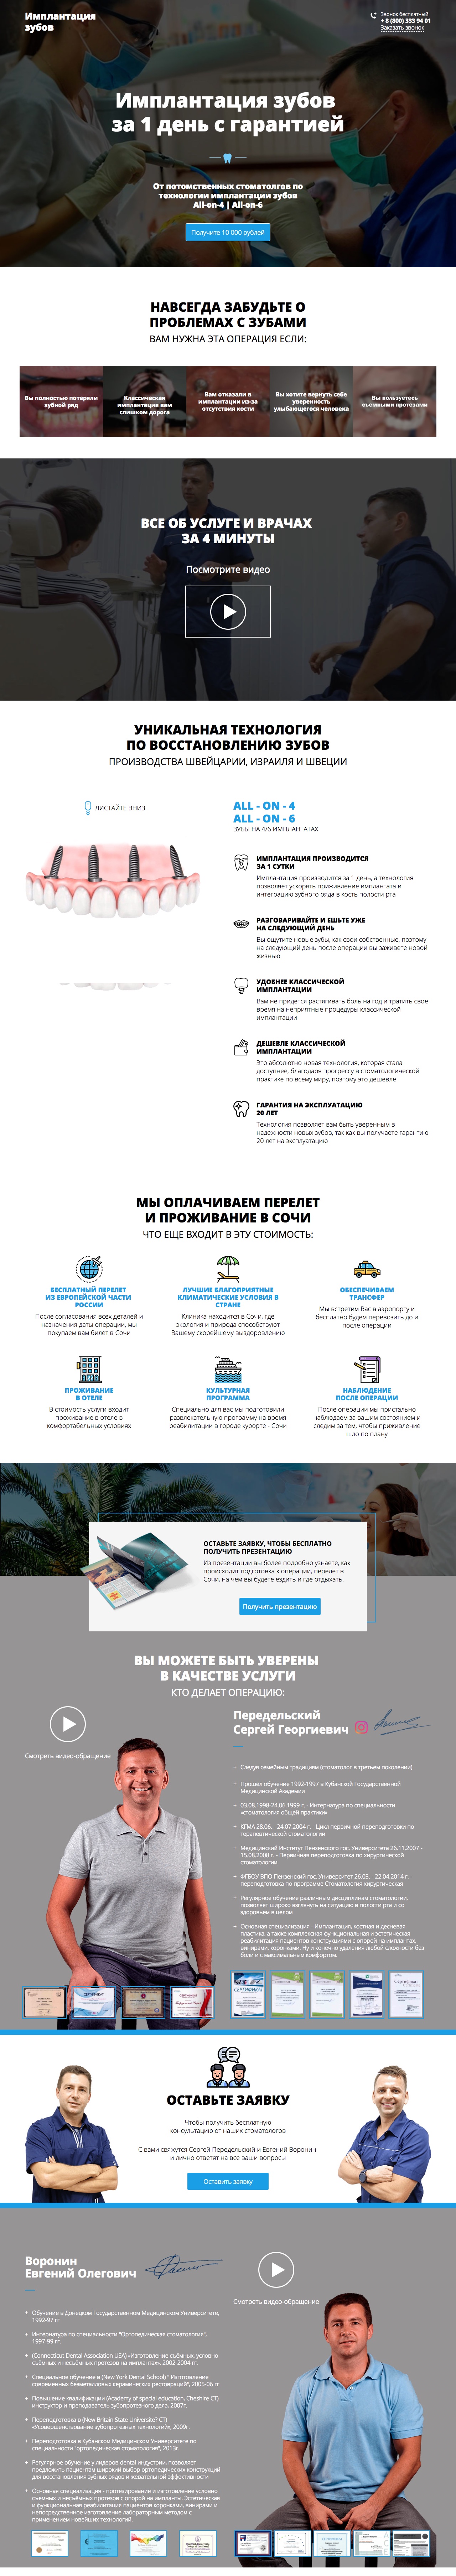 Имплантация
зубов
Звонок бесплатный
+ 8 (800) 333 94 01
Заказать звонок
Имплантация зубов
за 1 день с гарантией
От потомственных стоматологов по
технологии имплантации зубов
All-on-4 | All-on-6
Получите 10 000 рублей
НАВСЕГДА ЗАБУДЬТЕ О
ПРОБЛЕМАХ С ЗУБАМИ
ВАМ НУЖНА ЭТА ОПЕРАЦИЯ ЕСЛИ:
Вы полностью потеряли
зубной ряд
Классическая
имплантация вам
слишком дорога
Вам отказали в
имплантации из-за
отсутствия кости
Вы хотите вернуть себе
уверенность
улыбающегося человека
Вы пользуетесь
съемными протезами
ВСЕ ОБ УСЛУГЕ И ВРАЧАХ
ЗА 4 МИНУТЫ
Посмотрите видео
УНИКАЛЬНАЯ ТЕХНОЛОГИЯ
ПО ВОССТАНОВЛЕНИЮ ЗУБОВ
ПРОИЗВОДСТВА ШВЕЙЦАРИИ, ИЗРАИЛЯ И ШВЕЦИИ
ЛИСТАЙТЕ ВНИЗ
ALL - ON - 4
ALL - ON - 6
ЗУБЫ НА 4/6 ИМПЛАНТАТАХ
ИМПЛАНТАЦИЯ ПРОИЗВОДИТСЯ
ЗА 1 СУТКИ
Имплантация производится за 1 день, а технология
позволяет ускорять приживление имплантата и
интеграцию зубного ряда в кость полости рта
РАЗГОВАРИВАЙТЕ И ЕШЬТЕ УЖЕ
НА СЛЕДУЮЩИЙ ДЕНЬ
Вы ощутите новые зубы, как свои собственные, поэтому
на следующий день после операции вы заживете новой
жизнью
УДОБНЕЕ КЛАССИЧЕСКОЙ
ИМПЛАНТАЦИИ
Вам не придется растягивать боль на год и тратить свое
время на неприятные процедуры классической
имплантации
ДЕШЕВЛЕ КЛАССИЧЕСКОЙ
ИМПЛАНТАЦИИ
Это абсолютно новая технология, которая стала
доступнее, благодаря прогрессу в стоматологической
практике по всему миру, поэтому это дешевле
ГАРАНТИЯ НА ЭКСПЛУАТАЦИЮ
20 ЛЕТ
Технология позволяет вам быть уверенным в
надежности новых зубов, так как вы получаете гарантию
20 лет на эксплуатацию
МЫ ОПЛАЧИВАЕМ ПЕРЕЛЕТ
И ПРОЖИВАНИЕ В СОЧИ
ЧТО ЕЩЕ ВХОДИТ В ЭТУ СТОИМОСТЬ:
БЕСПЛАТНЫЙ ПЕРЕЛЕТ
ИЗ ЕВРОПЕЙСКОЙ ЧАСТИ
РОССИИ
После согласования всех деталей и
назначения даты операции, мы
покупаем вам билет в Сочи
ЛУЧШИЕ БЛАГОПРИЯТНЫЕ
КЛИМАТИЧЕСКИЕ УСЛОВИЯ В
СТРАНЕ
Клиника находится в Сочи, где
экология и природа способствуют
Вашему скорейшему выздоровлению
ОБЕСПЕЧИВАЕМ
ТРАНСФЕР
Мы встретим Вас в аэропорту и
бесплатно будем перевозить до и
после операции
ПРОЖИВАНИЕ
В ОТЕЛЕ
В стоимость услуги входит
проживание в отеле в
комфортабельных условиях
КУЛЬТУРНАЯ
ПРОГРАММА
Специально для вас мы подготовили
развлекательную программу на время
реабилитации в городе курорте - Сочи
НАБЛЮДЕНИЕ
ПОСЛЕ ОПЕРАЦИИ
После операции мы пристально
наблюдаем за вашим состоянием и
следим за тем, чтобы приживление
шло по плану
ОСТАВЬТЕ ЗАЯВКУ, ЧТОБЫ БЕСПЛАТНО
ПОЛУЧИТЬ ПРЕЗЕНТАЦИЮ
Из презентации вы более подробно узнаете, как
происходит подготовка к операции, перелет в
Сочи, на чем вы будете ездить и где отдыхать.
Получить презентацию
ВЫ МОЖЕТЕ БЫТЬ УВЕРЕНЫ
В КАЧЕСТВЕ УСЛУГИ
КТО ДЕЛАЕТ ОПЕРАЦИЮ:
Смотреть видео-обращение
Передельский
Сергей Георгиевич
+ Следуя семейным традициям (стоматолог в третьем поколении)
+ Прошёл обучение 1992-1997 в Кубанской Государственной
Медицинской Академии
+ 03.08.1998-24.06.1999 г. - Интернатура по специальности
«стоматология общей практики»
+ КГМА 28.06. - 24.07.2004 г. - Цикл первичной переподготовки по
терапевтической стоматологии
+ Медицинский Институт Пензенского гос. Университета 26.11.2007 -
15.08.2008 г. - Первичная переподготовка по хирургической
стоматологии
+ ФГБОУ ВПО Пензенский гос. Университет 26.03. - 22.04.2014 г. -
переподготовка по программе Стоматология хирургическая
+ Регулярное обучение различным дисциплинам стоматологии,
позволяет широко взглянуть на ситуацию в полости рта и со
здоровьем в целом
+ Основная специализация - Имплантация, костная и десневая
пластика, а также комплексная функциональная и эстетическая
реабилитация пациентов конструкциями с опорой на имплантах,
винирами, коронками. Ну и конечно удаления любой сложности без
боли и с максимальным комфортом.
СЕРТИФИКАТ
СЕРТИФИКАТ
Сертификат
ОСТАВЬТЕ ЗАЯВКУ
Чтобы получить бесплатную
консультацию от наших стоматологов
С вами свяжутся Сергей Передельский и Евгений Воронин
и лично ответят на все ваши вопросы
Оставить заявку
Воронин
Евгений Олегович
Смотреть видео-обращение
+ Обучение в Донецком Государственном Медицинском Университете,
1992-97 гг
+ Интернатура по специальности "Ортопедическая стоматология",
1997-99 гг.
+ (Connecticut Dental Association USA) «Изготовление съёмных, условно
съёмных и несъёмных протезов на имплантах», 2002-2004 гг.
+ Специальное обучение в (New York Dental School) " Изготовление
современных безметалловых керамических реставраций", 2005-06 гг
+ Повышение квалификации (Academy of special education, Cheshire CT)
инструктор и преподаватель зубопротезного дела, 2007г.
+ Переподготовка в (New Britain State Universite? CT)
«Усовершенствование зубопротезных технологий», 2009г.
+ Переподготовка в Кубанском Медицинском Университете по
специальности "ортопедическая стоматология", 2013г.
+ Регулярное обучение у лидеров dental индустрии, позволяет
предложить пациентам широкий выбор ортопедических конструкций
для восстановления зубных рядов и жевательной эффективности
+ Основная специализация - протезирование и изготовление условно
съемных и несъемных протезов с опорой на импланты. Эстетическая
и функциональная реабилитация пациентов коронками, винирами и
непосредственное изготовление лабораторным методом с
применением новейших технологий.